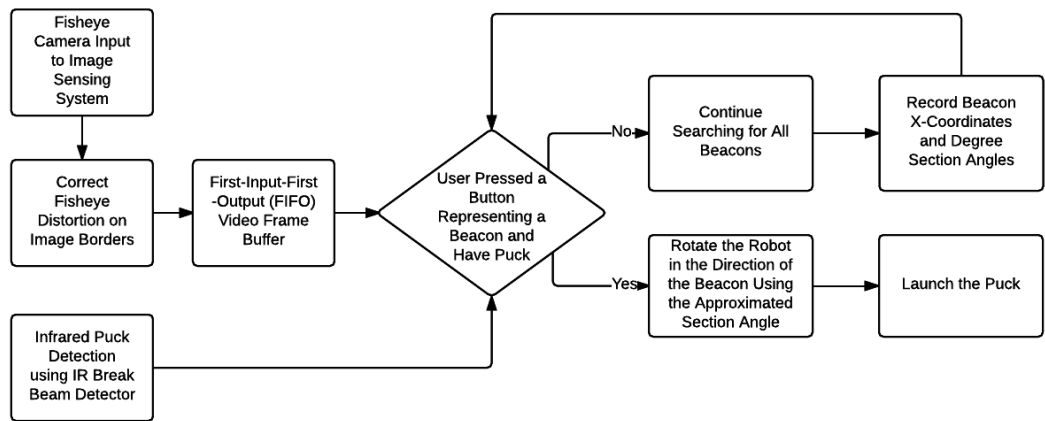 Fisheye
Camera Input
to Image
Sensing
System
Correct
Fisheye
Distortion on
Image Borders
First-Input-First
-Output (FIFO)
Video Frame
Buffer
Infrared Puck
Detection
using IR Break
Beam Detector
User Pressed a
Button
Representing a
Beacon and
Have Puck
No
Continue
Searching for All
Beacons
Record Beacon
X-Coordinates
and Degree
Section Angles
Yes
Rotate the Robot
in the Direction of
the Beacon Using
the Approximated
Section Angle
Launch the Puck